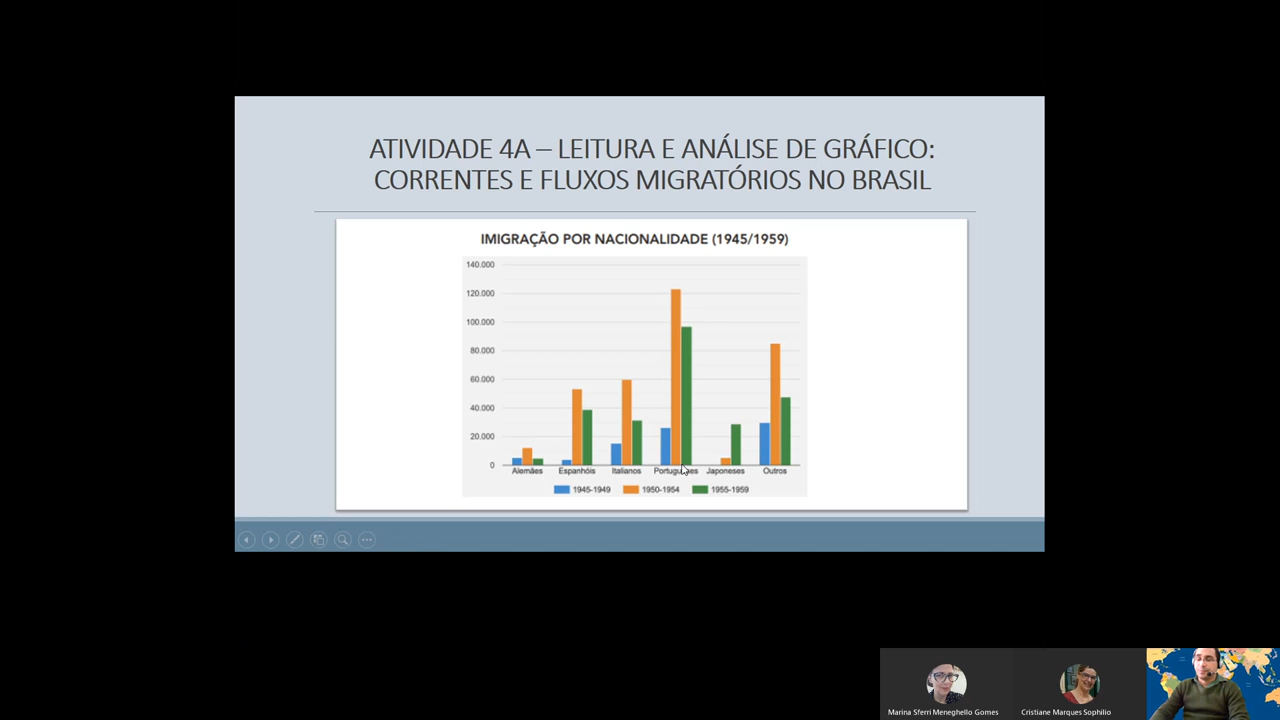 ATIVIDADE 4A – LEITURA E ANÁLISE DE GRÁFICO:
CORRENTES E FLUXOS MIGRATÓRIOS NO BRASIL
IMIGRAÇÃO POR NACIONALIDADE (1945/1959)
140.000
120.000
100.000
80.000
60.000
40.000
20.000
0
Alemães Espanhóis Italianos Portugueses Japoneses Outros
1945-1949 1950-1954 1955-1959
Marina Sferri Meneghello Gomes Cristiane Marques Sophilio